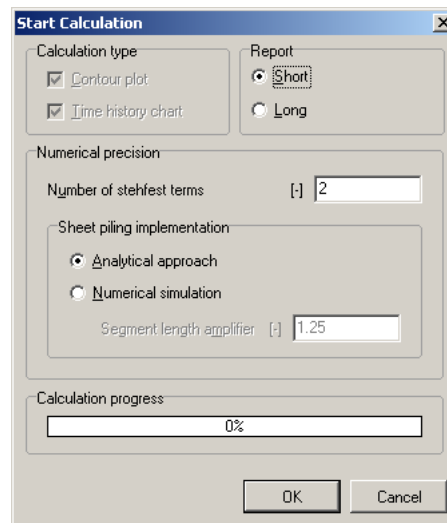 Start Calculation
Calculation type
Contour plot
Time history chart
Report
Short
Long
Numerical precision
Number of stehfest terms [-] 2
Sheet piling implementation
Analytical approach
Numerical simulation
Segment length amplifier [-] 1.25
Calculation progress
0%
OK Cancel